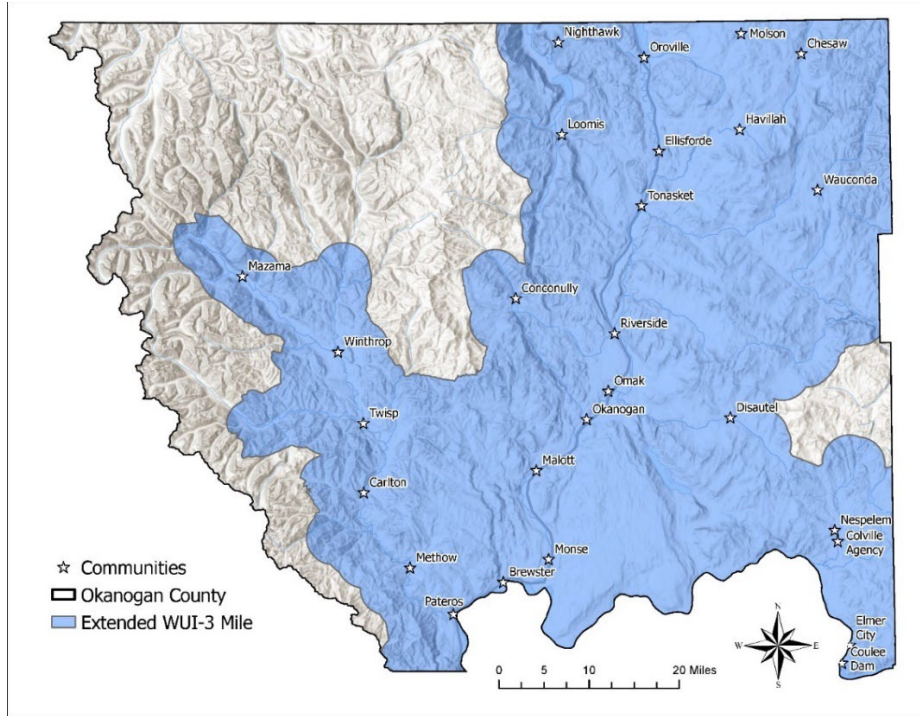 Nighthawk
Oroville
Molson
Chesaw
Loomis
Ellisforde
Havillah
Wauconda
Tonasket
Mazama
Conconully
Winthrop
Riverside
Omak
Twisp
Okanogan
Disautel
Malott
Carlton
Nespelem
Colville
Agency
Methow
Monse
Brewster
Pateros
Elmer
City
Coulee
Dam
Communities
Okanogan County
Extended WUI-3 Mile
0 5 10 20 Miles
N
W E
S